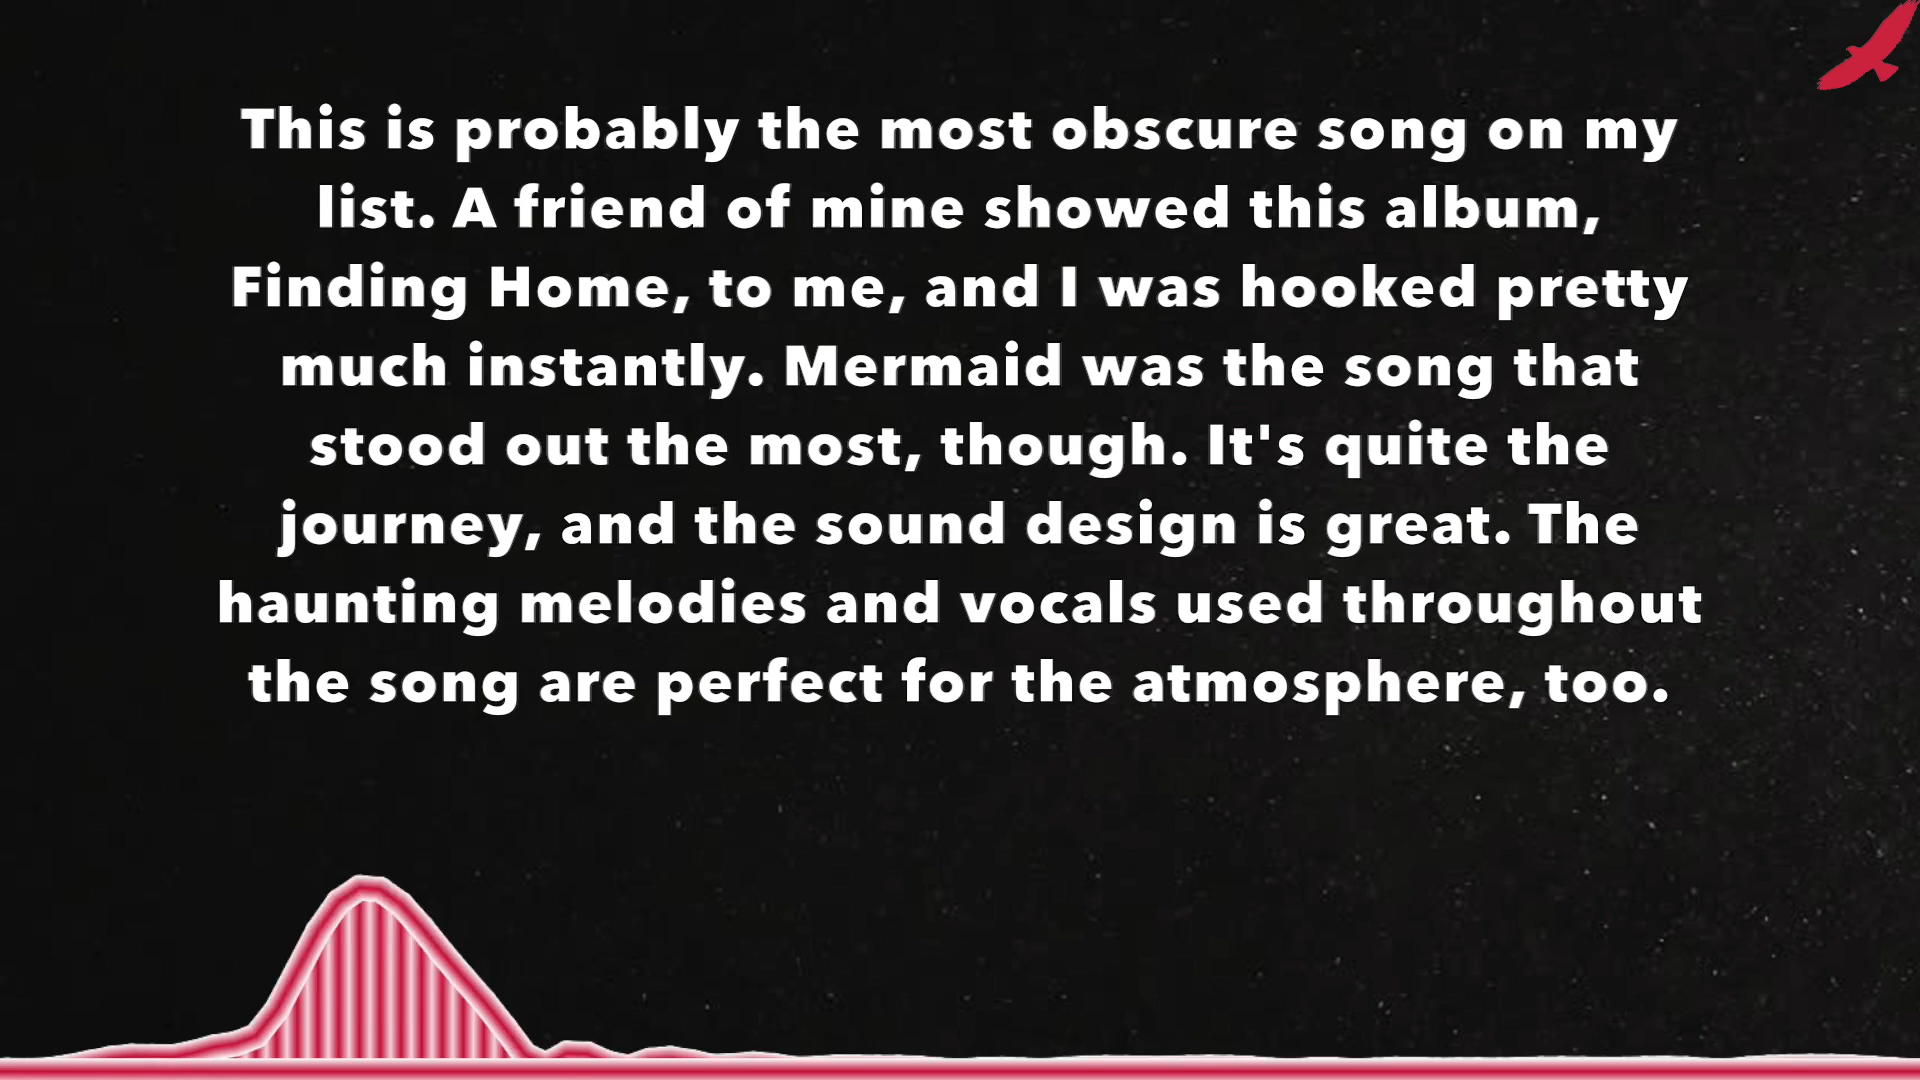 This is probably the most obscure song on my
list. A friend of mine showed this album,
Finding Home, to me, and I was hooked pretty
much instantly. Mermaid was the song that
stood out the most, though. It's quite the
journey, and the sound design is great. The
haunting melodies and vocals used throughout
the song are perfect for the atmosphere, too.